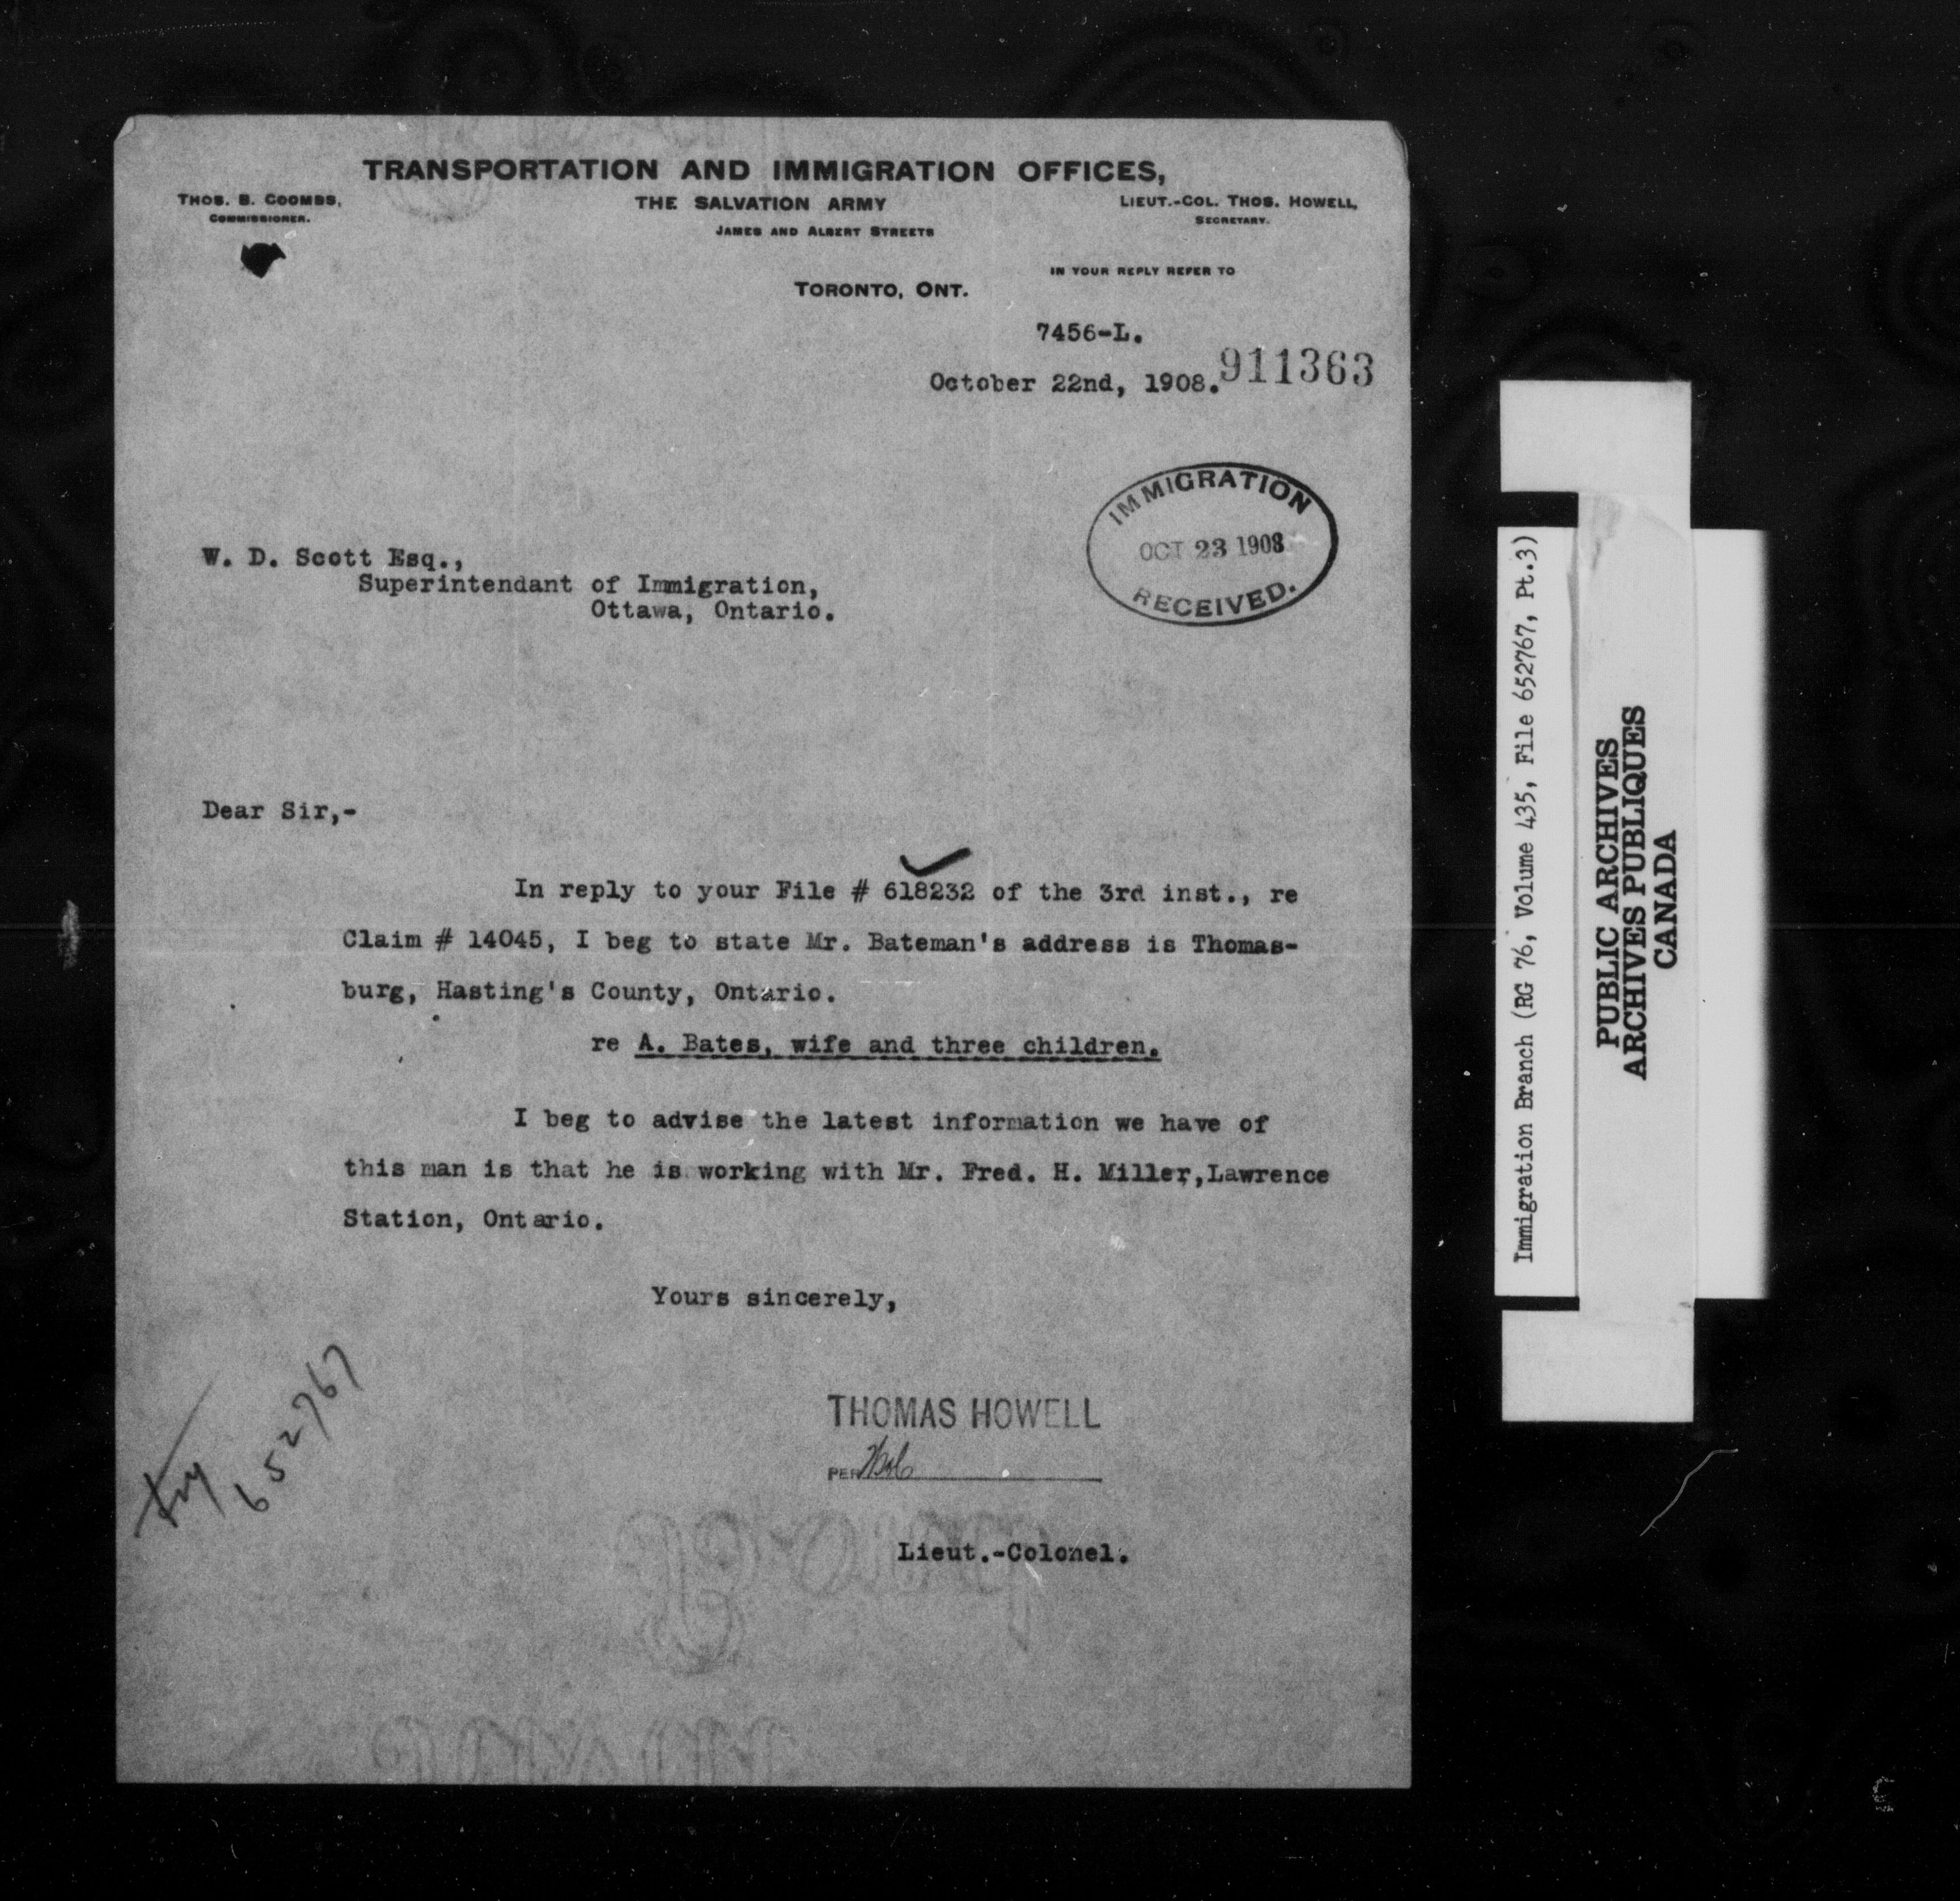 TRANSPORTATION AND IMMIGRATION OFFICES,
THOS. B. COOMBS,
COMMISSIONER.
THE SALVATION ARMY
JAMES AND ALBERT STREETS
LIEUT.-COL. THOS. HOWELL,
SECRETARY.
IN YOUR REPLY REFER TO
TORONTO, ONT.
7456-L.
October 22nd, 1908.
911363
IMMIGRATION
OCT 23 1908
RECEIVED.
W. D. Scott Esq.,
Superintendant of Immigration,
Ottawa, Ontario.
Dear Sir,-
In reply to your File # 618232 of the 3rd inst., re
Claim # 14045, I beg to state Mr. Bateman's address is Thomas-
burg, Hasting's County, Ontario.
re A. Bates, wife and three children.
I beg to advise the latest information we have of
this man is that he is working with Mr. Fred. H. Miller,Lawrence
Station, Ontario.
Yours sincerely,
652767
THOMAS HOWELL
PER
Lieut.-Colonel.
Immigration Branch (RG 76, Volume 435, File 652767, Pt.3)
PUBLIC ARCHIVES
ARCHIVES PUBLIQUES
CANADA